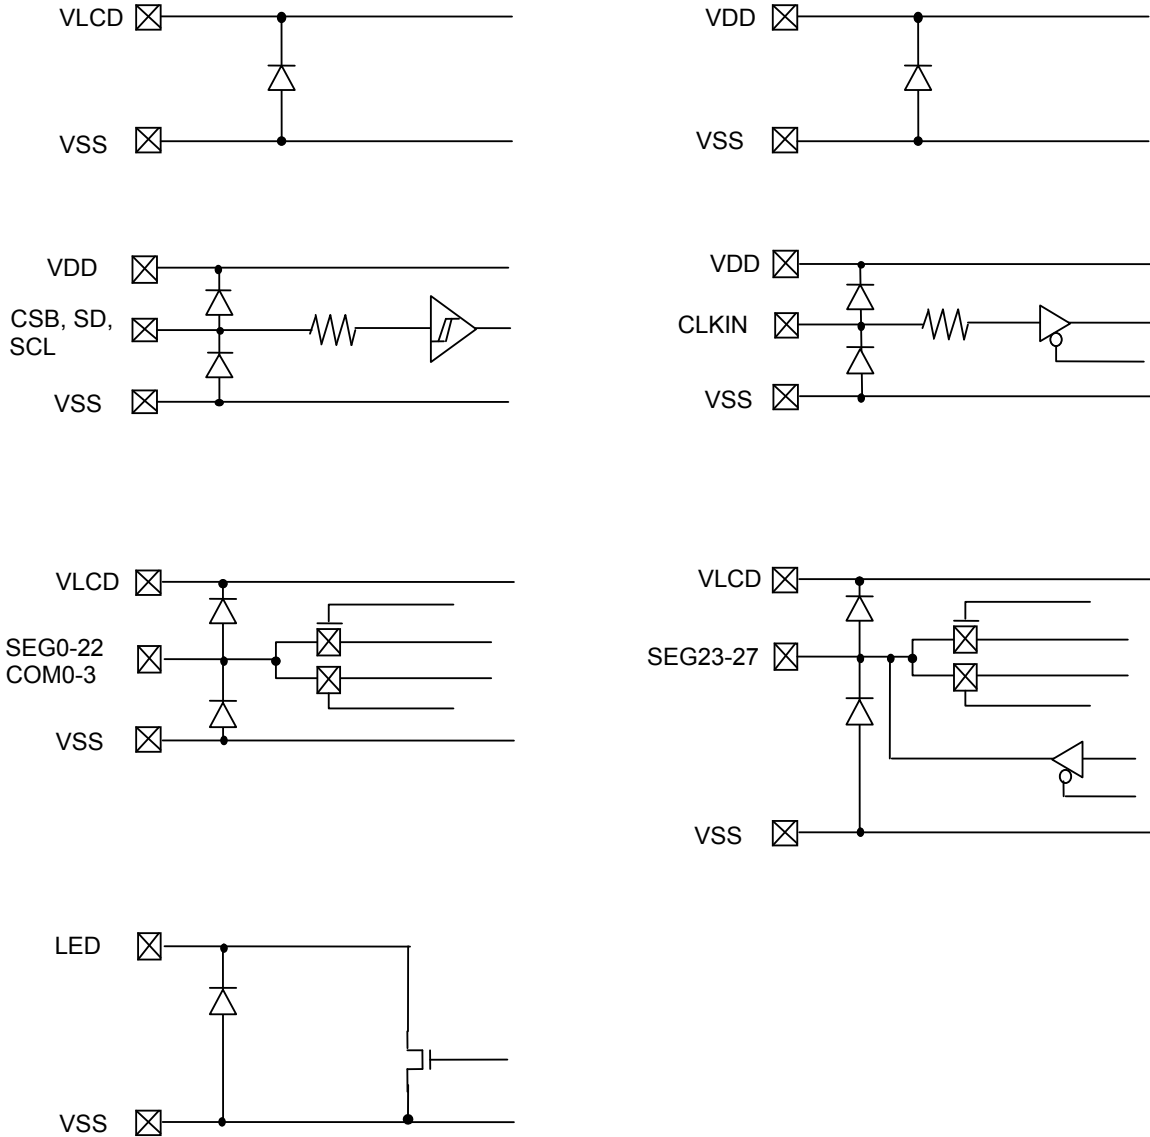 VLCD
VSS
VDD
VSS
VDD
CSB, SD,
SCL
VSS
VDD
CLKIN
VSS
VLCD
SEG0-22
COM0-3
VSS
VLCD
SEG23-27
VSS
LED
VSS